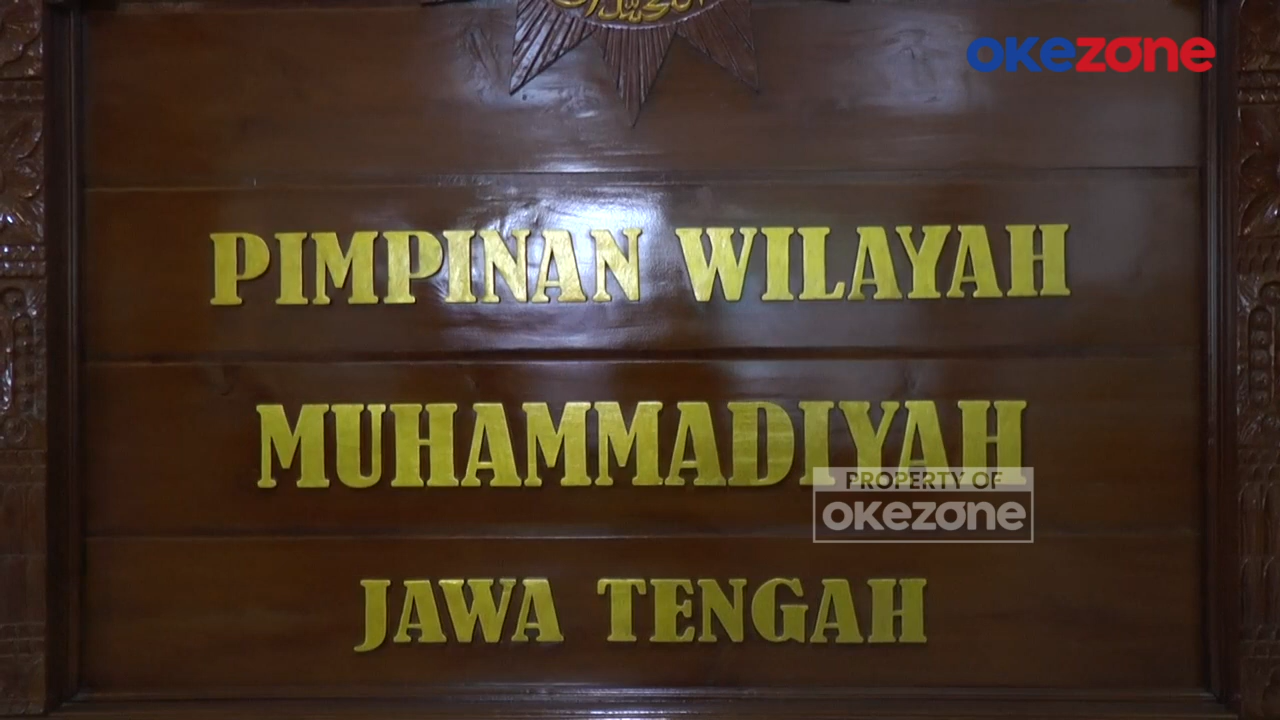 okezone
PIMPINAN WILAYAH
MUHAMMADIYAH
PROPERTY OF
okezone
JAWA TENGAH